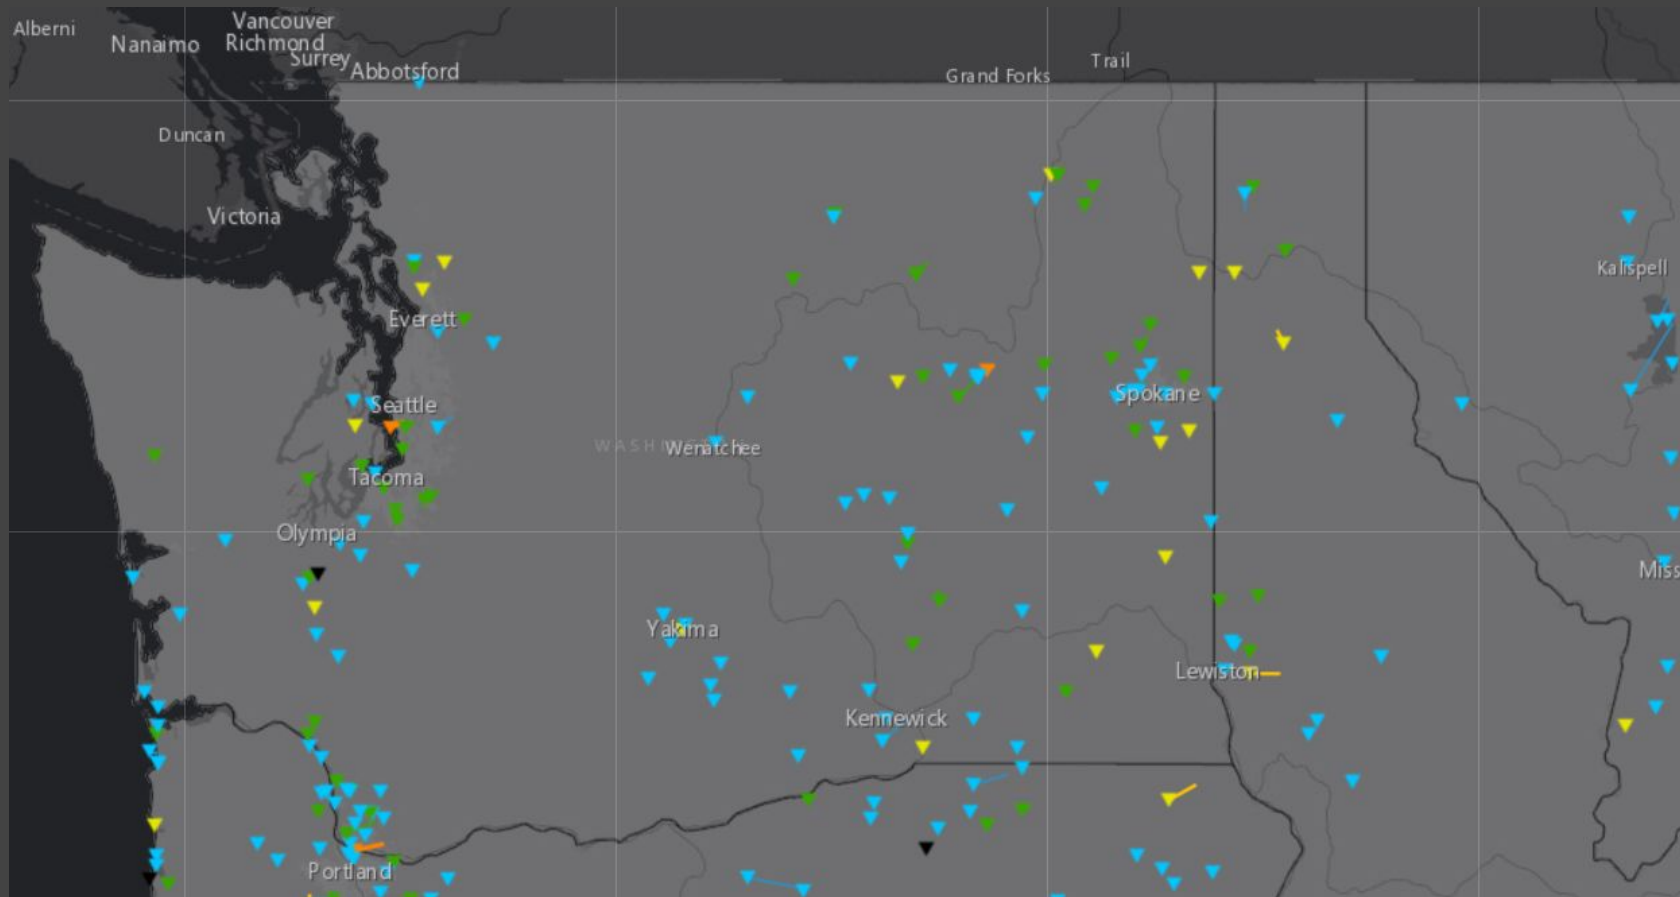 Alberni
Vancouver
Nanaimo
Richmond
Surrey
Abbotsford
Trail
Grand Forks
Duncan
Victoria
Kalispell
Everett
Spokane
Seattle
Wenatchee
Tacoma
Olympia
Miss
Yakima
Lewiston
Kennewick
Portland